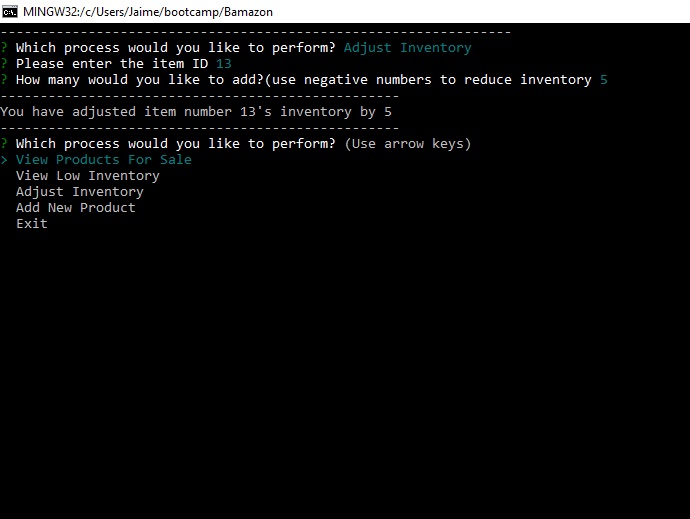 MINGW32:/c/Users/Jaime/bootcamp/Bamazon
----------------------------------------------------------------
? Which process would you like to perform? Adjust Inventory
? Please enter the item ID 13
? How many would you like to add?(use negative numbers to reduce inventory 5
--------------------------------------------------
You have adjusted item number 13's inventory by 5
--------------------------------------------------
? Which process would you like to perform? (Use arrow keys)
> View Products For Sale
View Low Inventory
Adjust Inventory
Add New Product
Exit